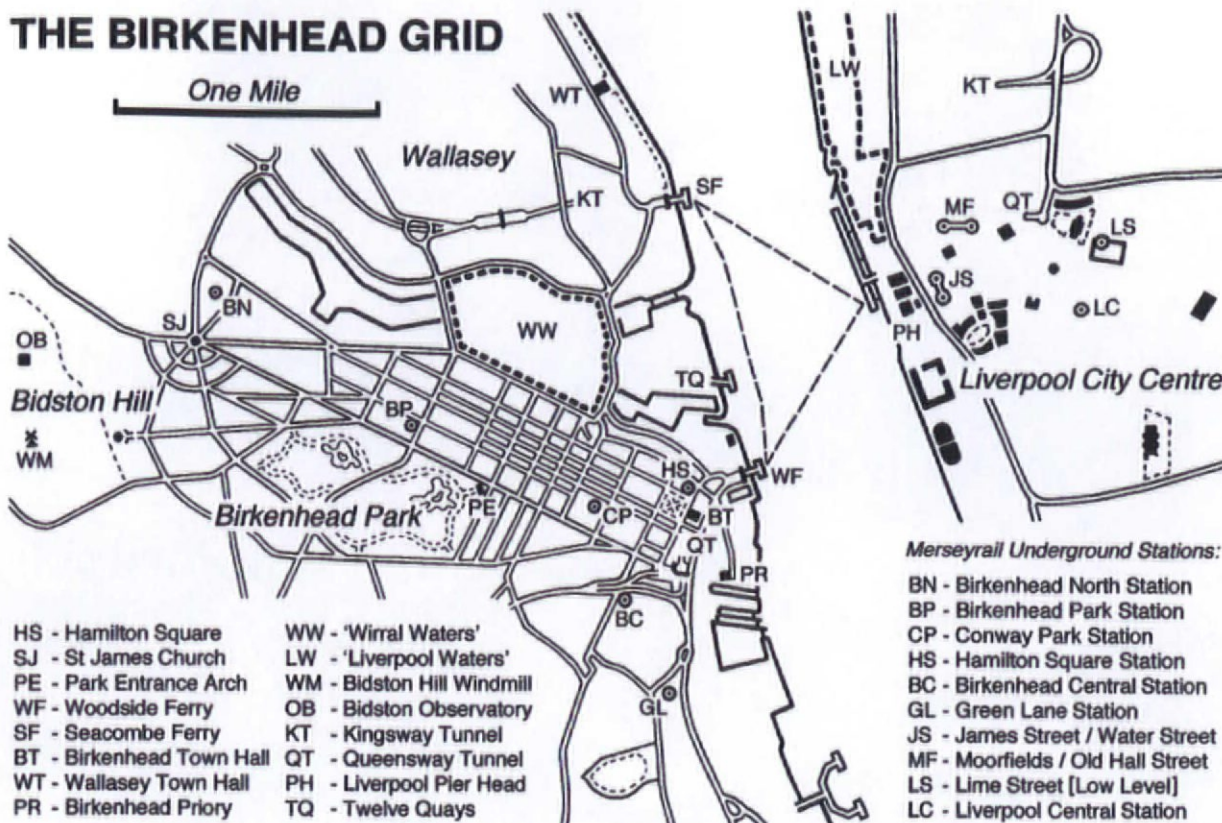 THE BIRKENHEAD GRID
One Mile
Wallasey
WT
KT
SF
LW
KT
MF
QT
LS
JS
LC
PH
Liverpool City Centre
BN
SJ
OB
Bidston Hill
WM
WW
TQ
BP
HS
WF
Birkenhead Park
PE
CP
BT
QT
PR
BC
GL
HS - Hamilton Square
SJ - St James Church
PE - Park Entrance Arch
WF - Woodside Ferry
SF - Seacombe Ferry
BT - Birkenhead Town Hall
WT - Wallasey Town Hall
PR - Birkenhead Priory
WW - 'Wirral Waters'
LW - 'Liverpool Waters'
WM - Bidston Hill Windmill
OB - Bidston Observatory
KT - Kingsway Tunnel
QT - Queensway Tunnel
PH - Liverpool Pier Head
TQ - Twelve Quays
Merseyrail Underground Stations:
BN - Birkenhead North Station
BP - Birkenhead Park Station
CP - Conway Park Station
HS - Hamilton Square Station
BC - Birkenhead Central Station
GL - Green Lane Station
JS - James Street / Water Street
MF - Moorfields / Old Hall Street
LS - Lime Street [Low Level]
LC - Liverpool Central Station